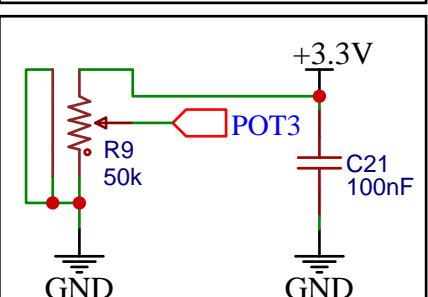 +3.3V
POT3
R9
50k
C21
100nF
GND
GND